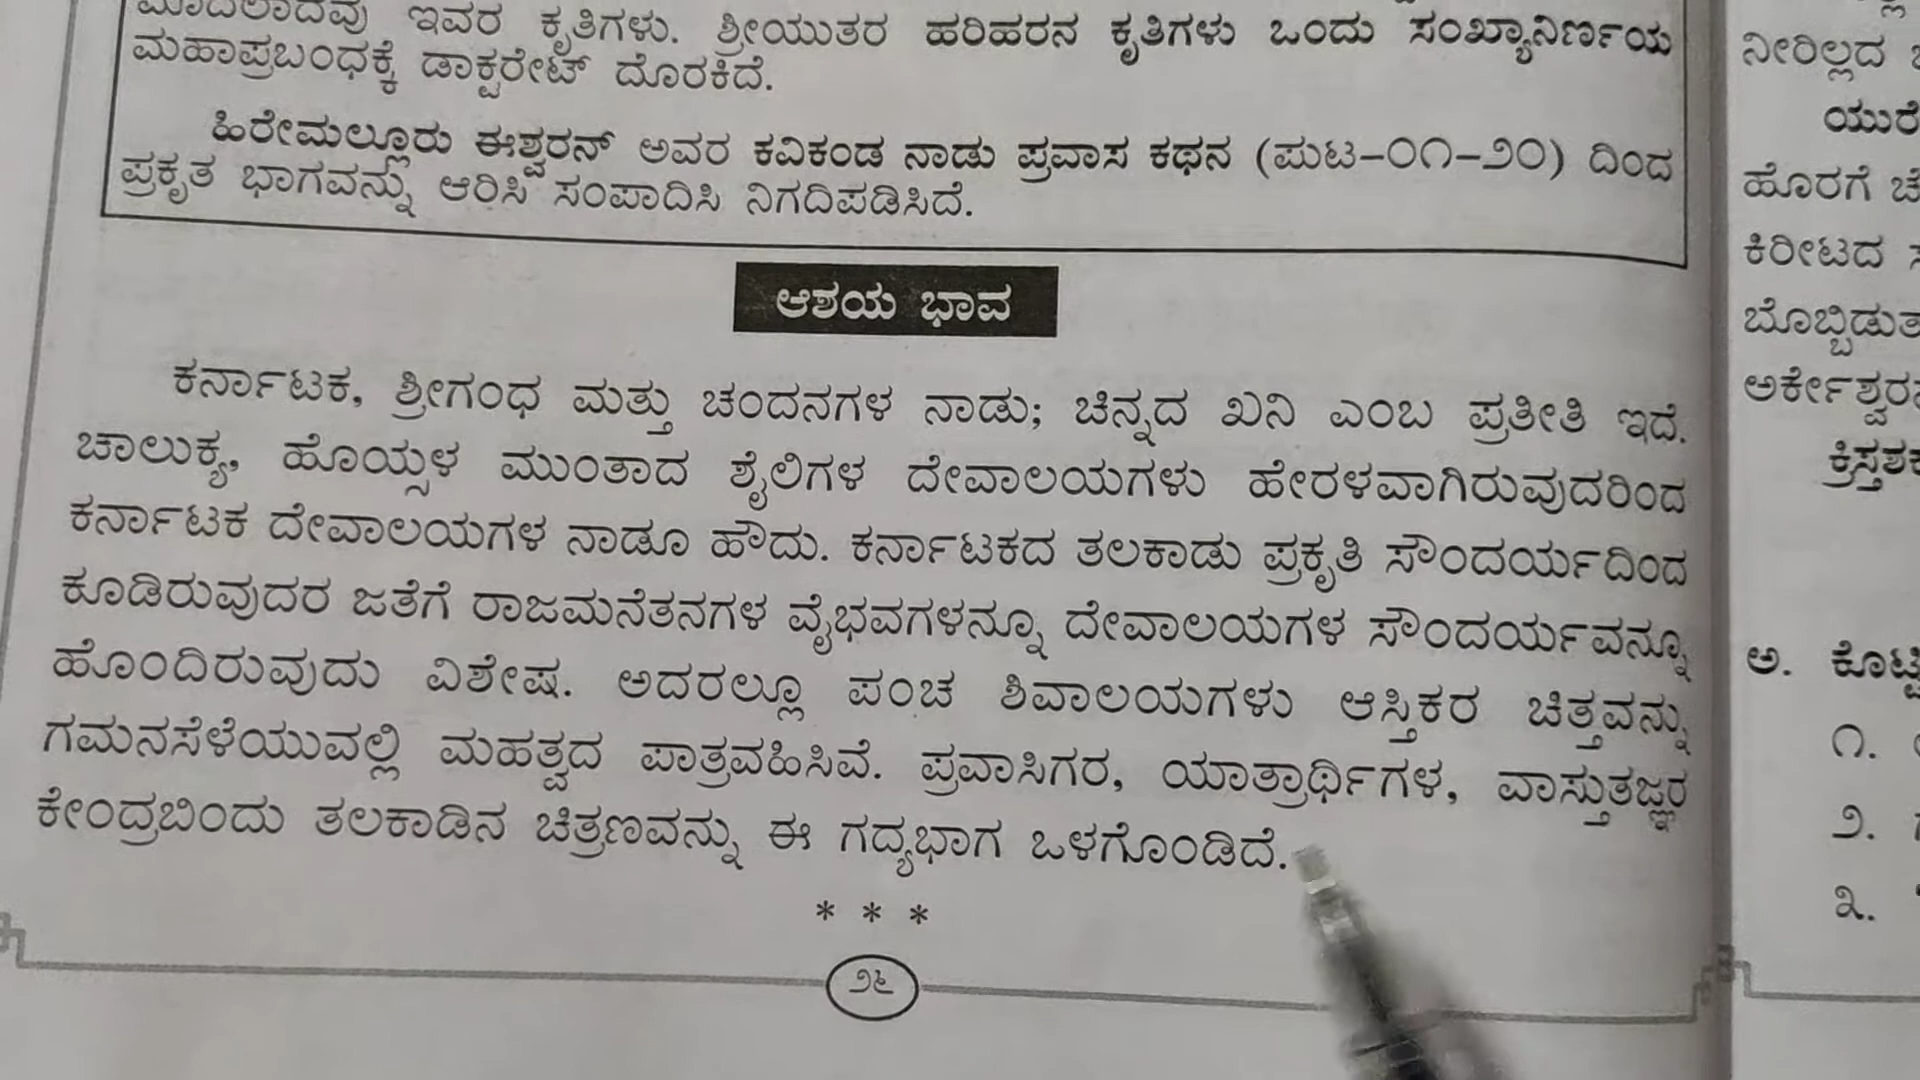 ಮೊದಲಾದವು ಇವರ ಕೃತಿಗಳು. ಶ್ರೀಯುತರ ಹರಿಹರನ ಕೃತಿಗಳು ಒಂದು ಸಂಖ್ಯಾನಿರ್ಣಯ
ಮಹಾಪ್ರಬಂಧಕ್ಕೆ ಡಾಕ್ಟರೇಟ್ ದೊರಕಿದೆ.
ಹಿರೇಮಲ್ಲೂರು ಈಶ್ವರನ್ ಅವರ ಕವಿಕಂಡ ನಾಡು ಪ್ರವಾಸ ಕಥನ (ಪುಟ-೦೧-೨೦) ದಿಂದ
ಪ್ರಕೃತ ಭಾಗವನ್ನು ಆರಿಸಿ ಸಂಪಾದಿಸಿ ನಿಗದಿಪಡಿಸಿದೆ.
ಆಶಯ ಭಾವ
ಕರ್ನಾಟಕ, ಶ್ರೀಗಂಧ ಮತ್ತು ಚಂದನಗಳ ನಾಡು; ಚಿನ್ನದ ಖನಿ ಎಂಬ ಪ್ರತೀತಿ ಇದೆ.
ಚಾಲುಕ್ಯ, ಹೊಯ್ಸಳ ಮುಂತಾದ ಶೈಲಿಗಳ ದೇವಾಲಯಗಳು ಹೇರಳವಾಗಿರುವುದರಿಂದ
ಕರ್ನಾಟಕ ದೇವಾಲಯಗಳ ನಾಡೂ ಹೌದು. ಕರ್ನಾಟಕದ ತಲಕಾಡು ಪ್ರಕೃತಿ ಸೌಂದರ್ಯದಿಂದ
ಕೂಡಿರುವುದರ ಜತೆಗೆ ರಾಜಮನೆತನಗಳ ವೈಭವಗಳನ್ನೂ ದೇವಾಲಯಗಳ ಸೌಂದರ್ಯವನ್ನೂ
ಹೊಂದಿರುವುದು ವಿಶೇಷ. ಅದರಲ್ಲೂ ಪಂಚ ಶಿವಾಲಯಗಳು ಆಸ್ತಿಕರ ಚಿತ್ತವನ್ನು
ಗಮನಸೆಳೆಯುವಲ್ಲಿ ಮಹತ್ವದ ಪಾತ್ರವಹಿಸಿವೆ. ಪ್ರವಾಸಿಗರ, ಯಾತ್ರಾರ್ಥಿಗಳ, ವಾಸ್ತುತಜ್ಞರ
ಕೇಂದ್ರಬಿಂದು ತಲಕಾಡಿನ ಚಿತ್ರಣವನ್ನು ಈ ಗದ್ಯಭಾಗ ಒಳಗೊಂಡಿದೆ.
* * *
೨೬
ನೀರಿಲ್ಲದ
ಹೊರಗೆ
ಕಿರೀಟದ
ಅ.
೧.
೨.
೩.